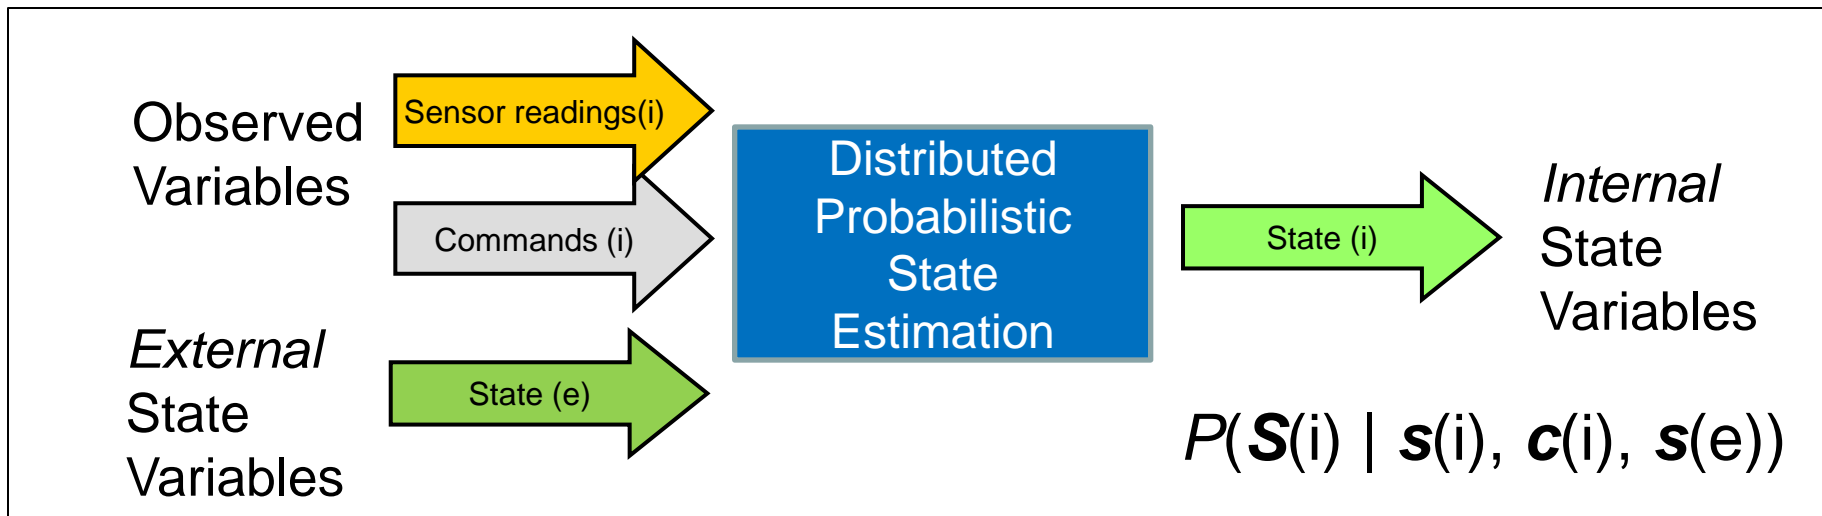 Observed
Variables
Sensor readings(i)
Commands (i)
External
State
Variables
State (e)
Distributed
Probabilistic
State
Estimation
State (i)
Internal
State
Variables
P(S(i) | s(i), c(i), s(e))